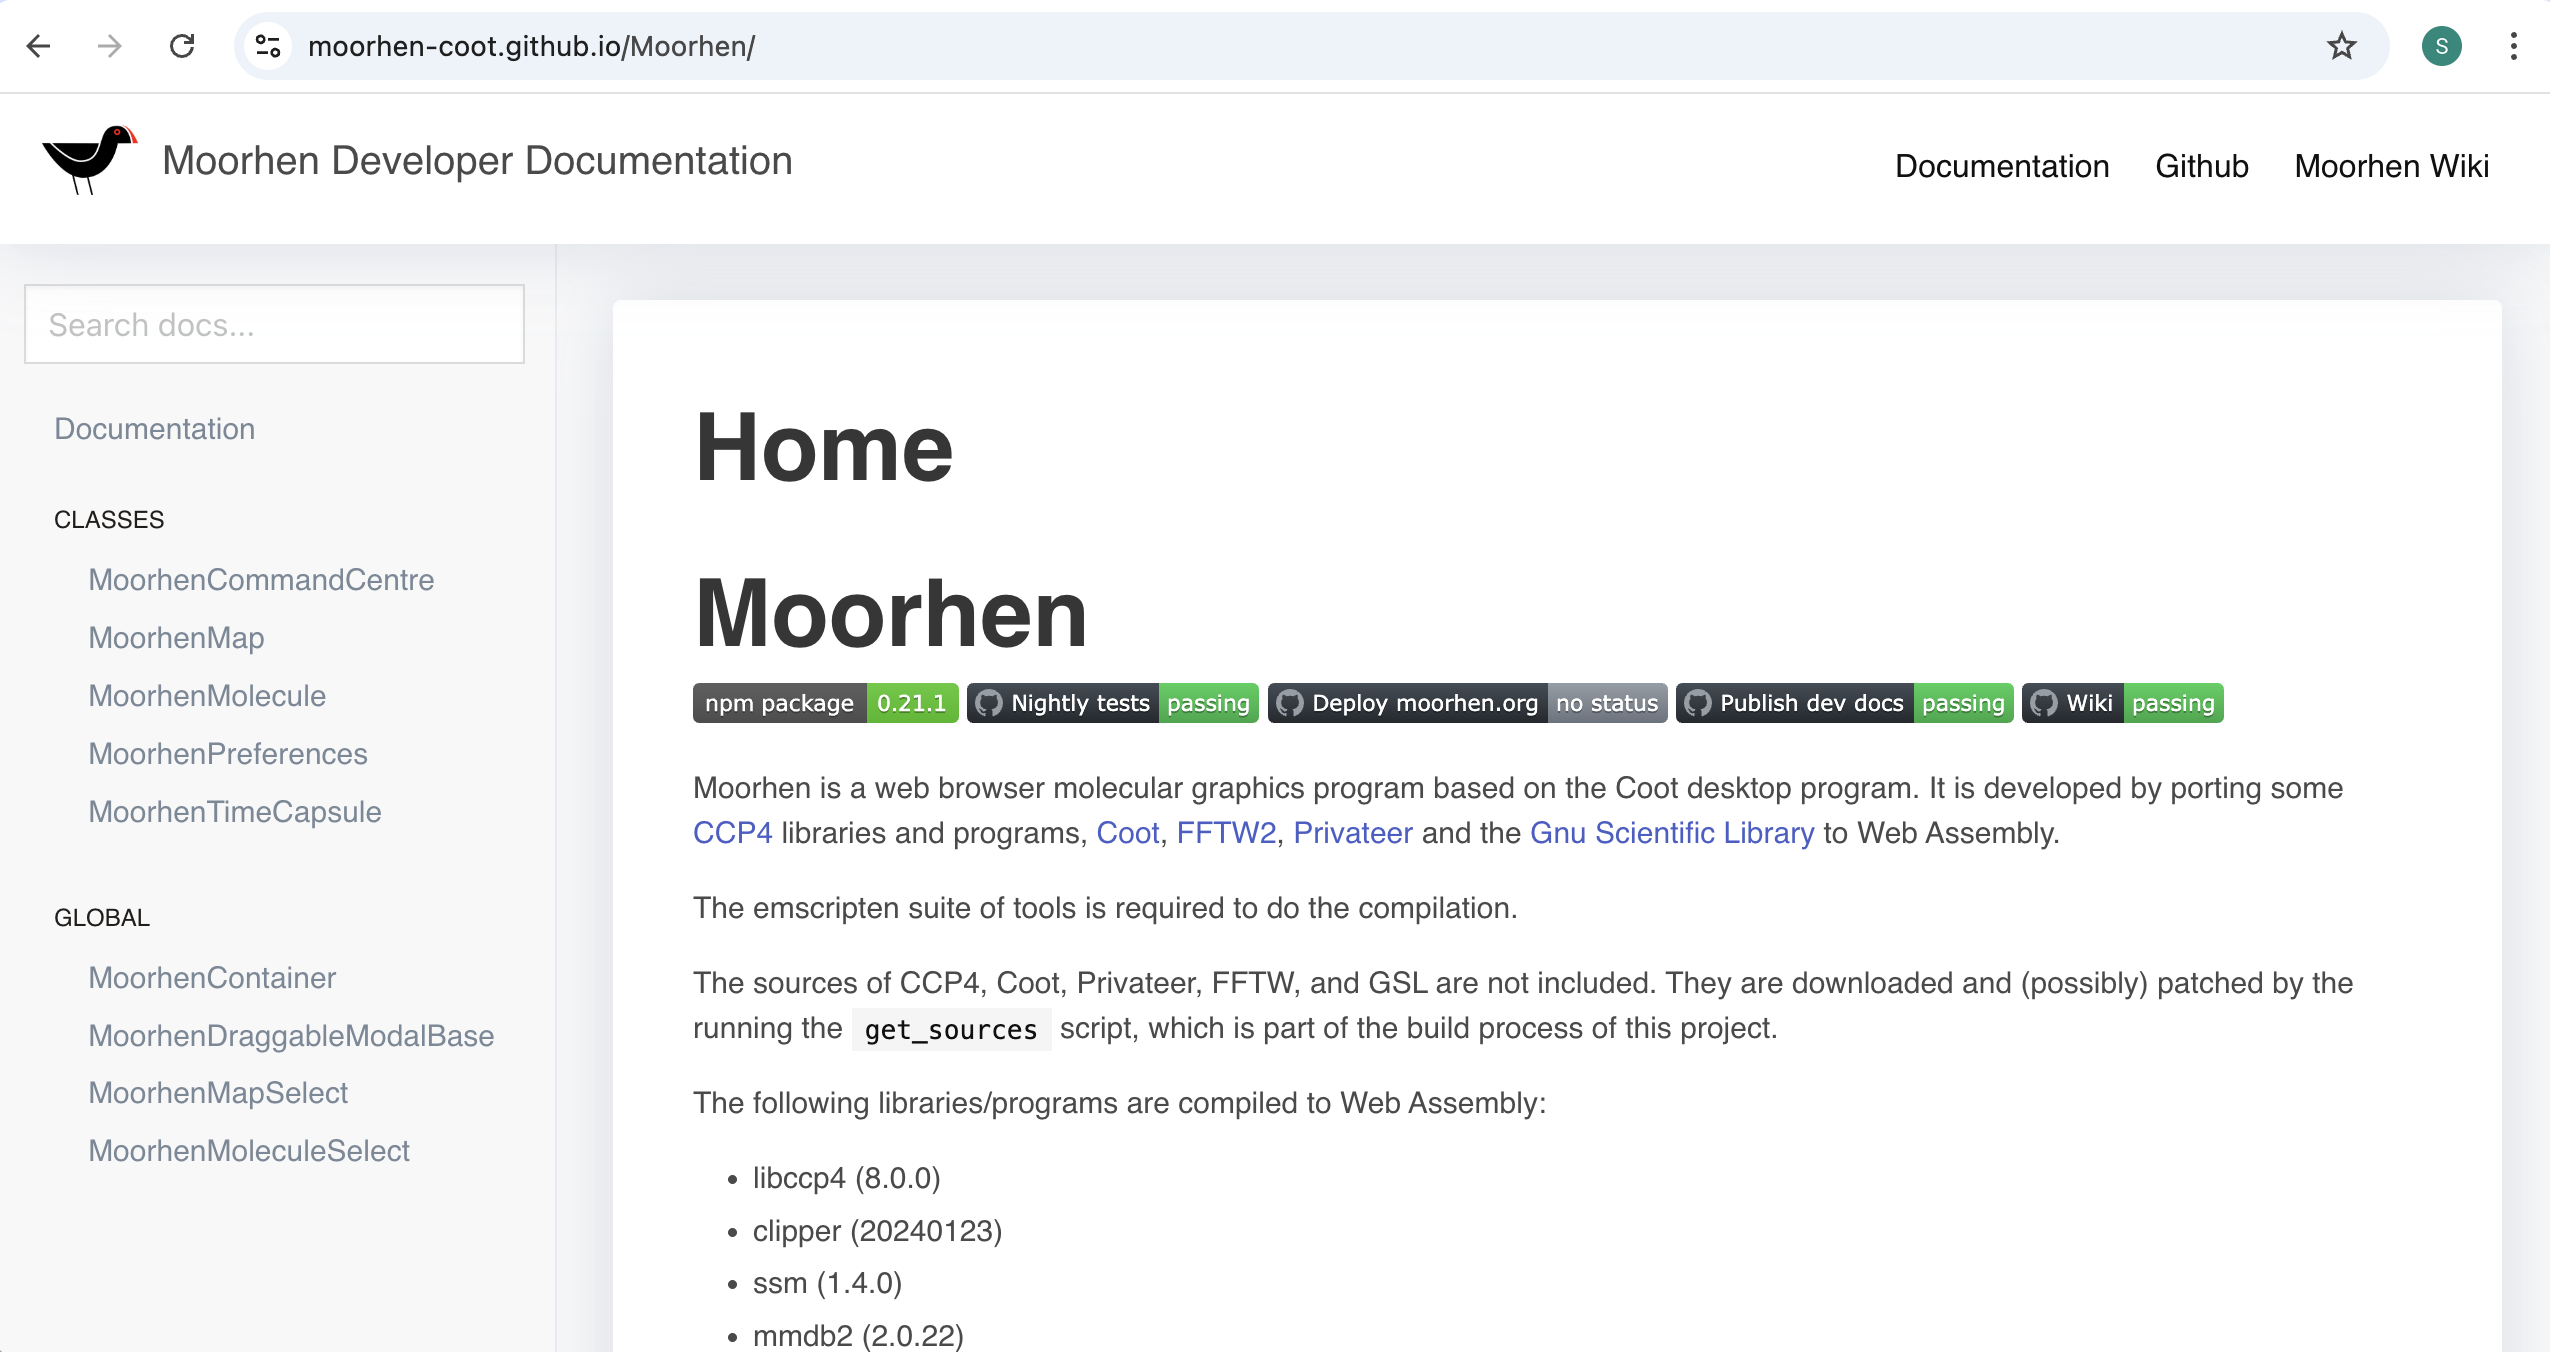 moorhen-coot.github.io/Moorhen/
S
Moorhen Developer Documentation
Documentation Github Moorhen Wiki
Search docs...
Documentation
CLASSES
MoorhenCommandCentre
MoorhenMap
MoorhenMolecule
MoorhenPreferences
MoorhenTimeCapsule
GLOBAL
MoorhenContainer
MoorhenDraggableModalBase
MoorhenMapSelect
MoorhenMoleculeSelect
Home
Moorhen
npm package 0.21.1 Nightly tests passing Deploy moorhen.org no status Publish dev docs passing Wiki passing
Moorhen is a web browser molecular graphics program based on the Coot desktop program. It is developed by porting some
CCP4 libraries and programs, Coot, FFTW2, Privateer and the Gnu Scientific Library to Web Assembly.
The emscripten suite of tools is required to do the compilation.
The sources of CCP4, Coot, Privateer, FFTW, and GSL are not included. They are downloaded and (possibly) patched by the
running the get_sources script, which is part of the build process of this project.
The following libraries/programs are compiled to Web Assembly:
• libccp4 (8.0.0)
• clipper (20240123)
• ssm (1.4.0)
• mmdb2 (2.0.22)